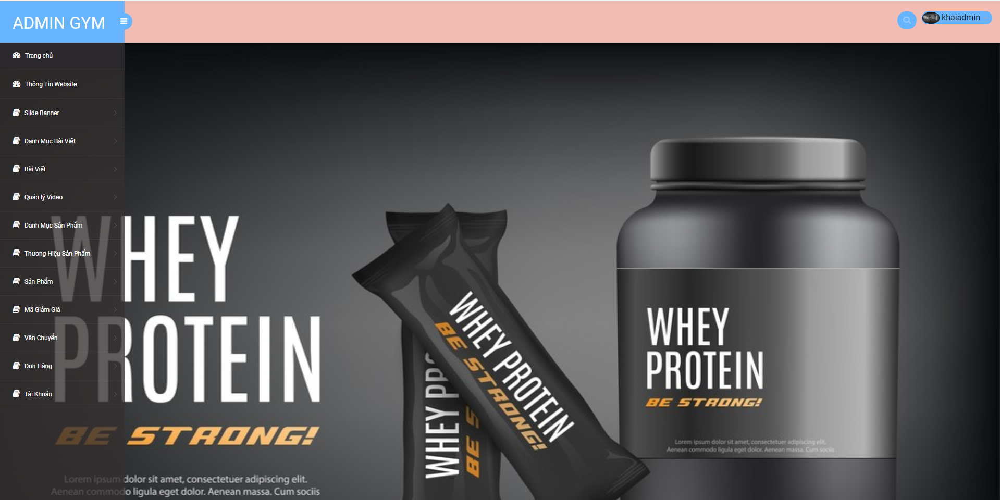 ADMIN GYM
khaiadmin
Trang chủ
Thông Tin Website
Slide Banner
Danh Mục Bài Viết
Bài Viết
Quản lý Video
Danh Mục Sản Phẩm
Thương Hiệu Sản Phẩm
Sản Phẩm
Mã Giảm Giá
Vận Chuyển
Đơn Hàng
Tài Khoản
WHEY
PROTEIN
BE STRONG!
Lorem ipsum dolor sit amet, consectetuer adipiscing elit.
Aenean commodo ligula eget dolor. Aenean massa. Cum sociis
WHEY PRO
BE S
WHEY PROTEIN
BE STRONG!
WHEY
PROTEIN
BE STRONG!
Lorem ipsum dolor sit amet, consectetuer adipiscing elit.
Aenean commodo ligula eget dolor. Aenean massa. Cum sociis